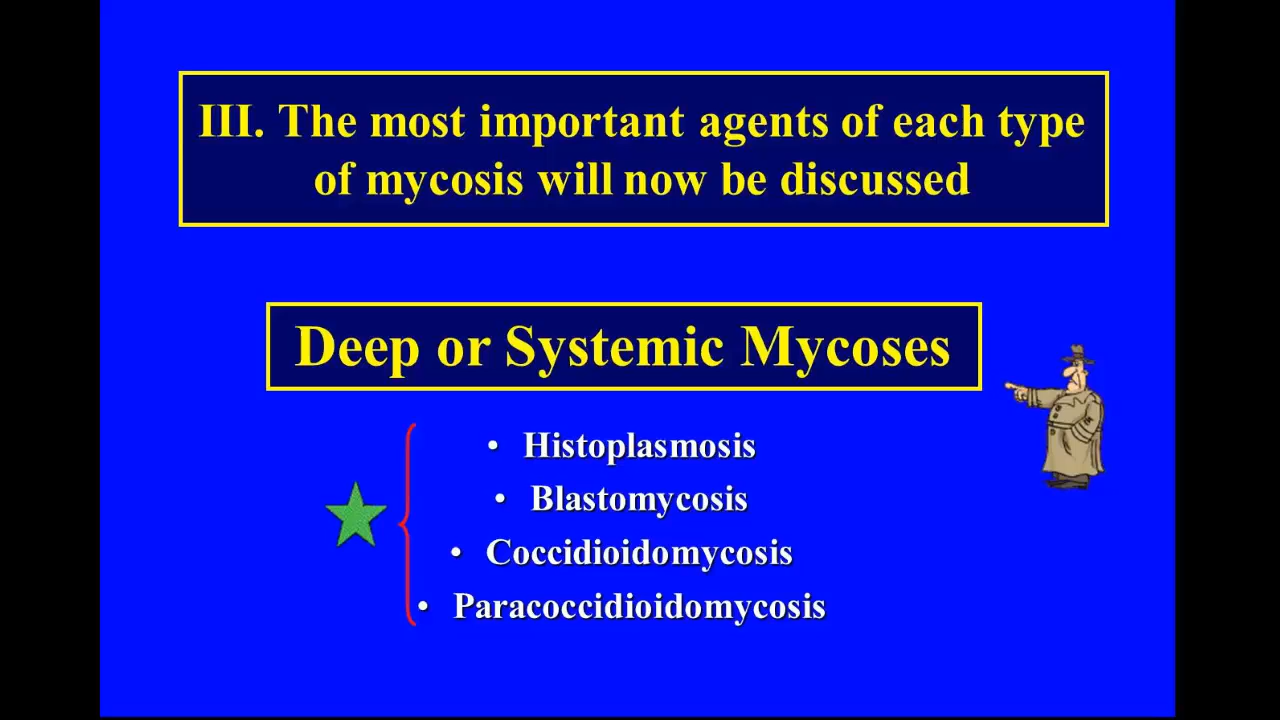 III. The most important agents of each type
of mycosis will now be discussed
Deep or Systemic Mycoses
• Histoplasmosis
• Blastomycosis
• Coccidioidomycosis
• Paracoccidioidomycosis